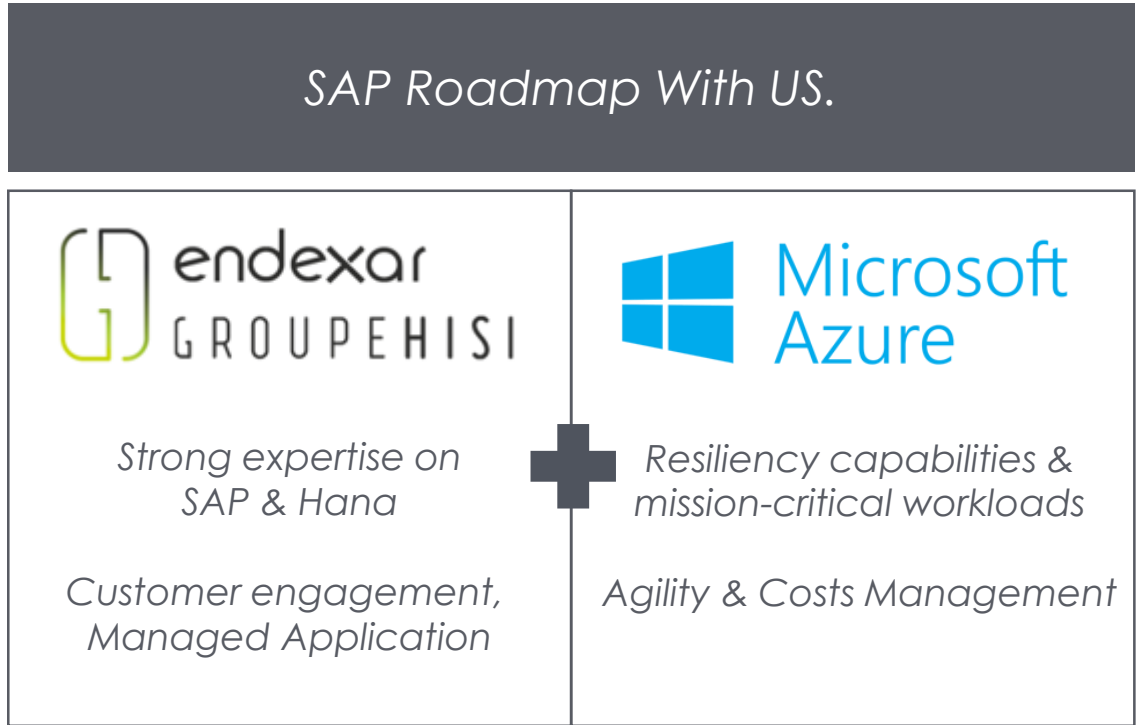 SAP Roadmap With US.
endexar
GROUPEHISI
Strong expertise on
SAP & Hana
Customer engagement,
Managed Application
Microsoft
Azure
Resiliency capabilities &
mission-critical workloads
Agility & Costs Management